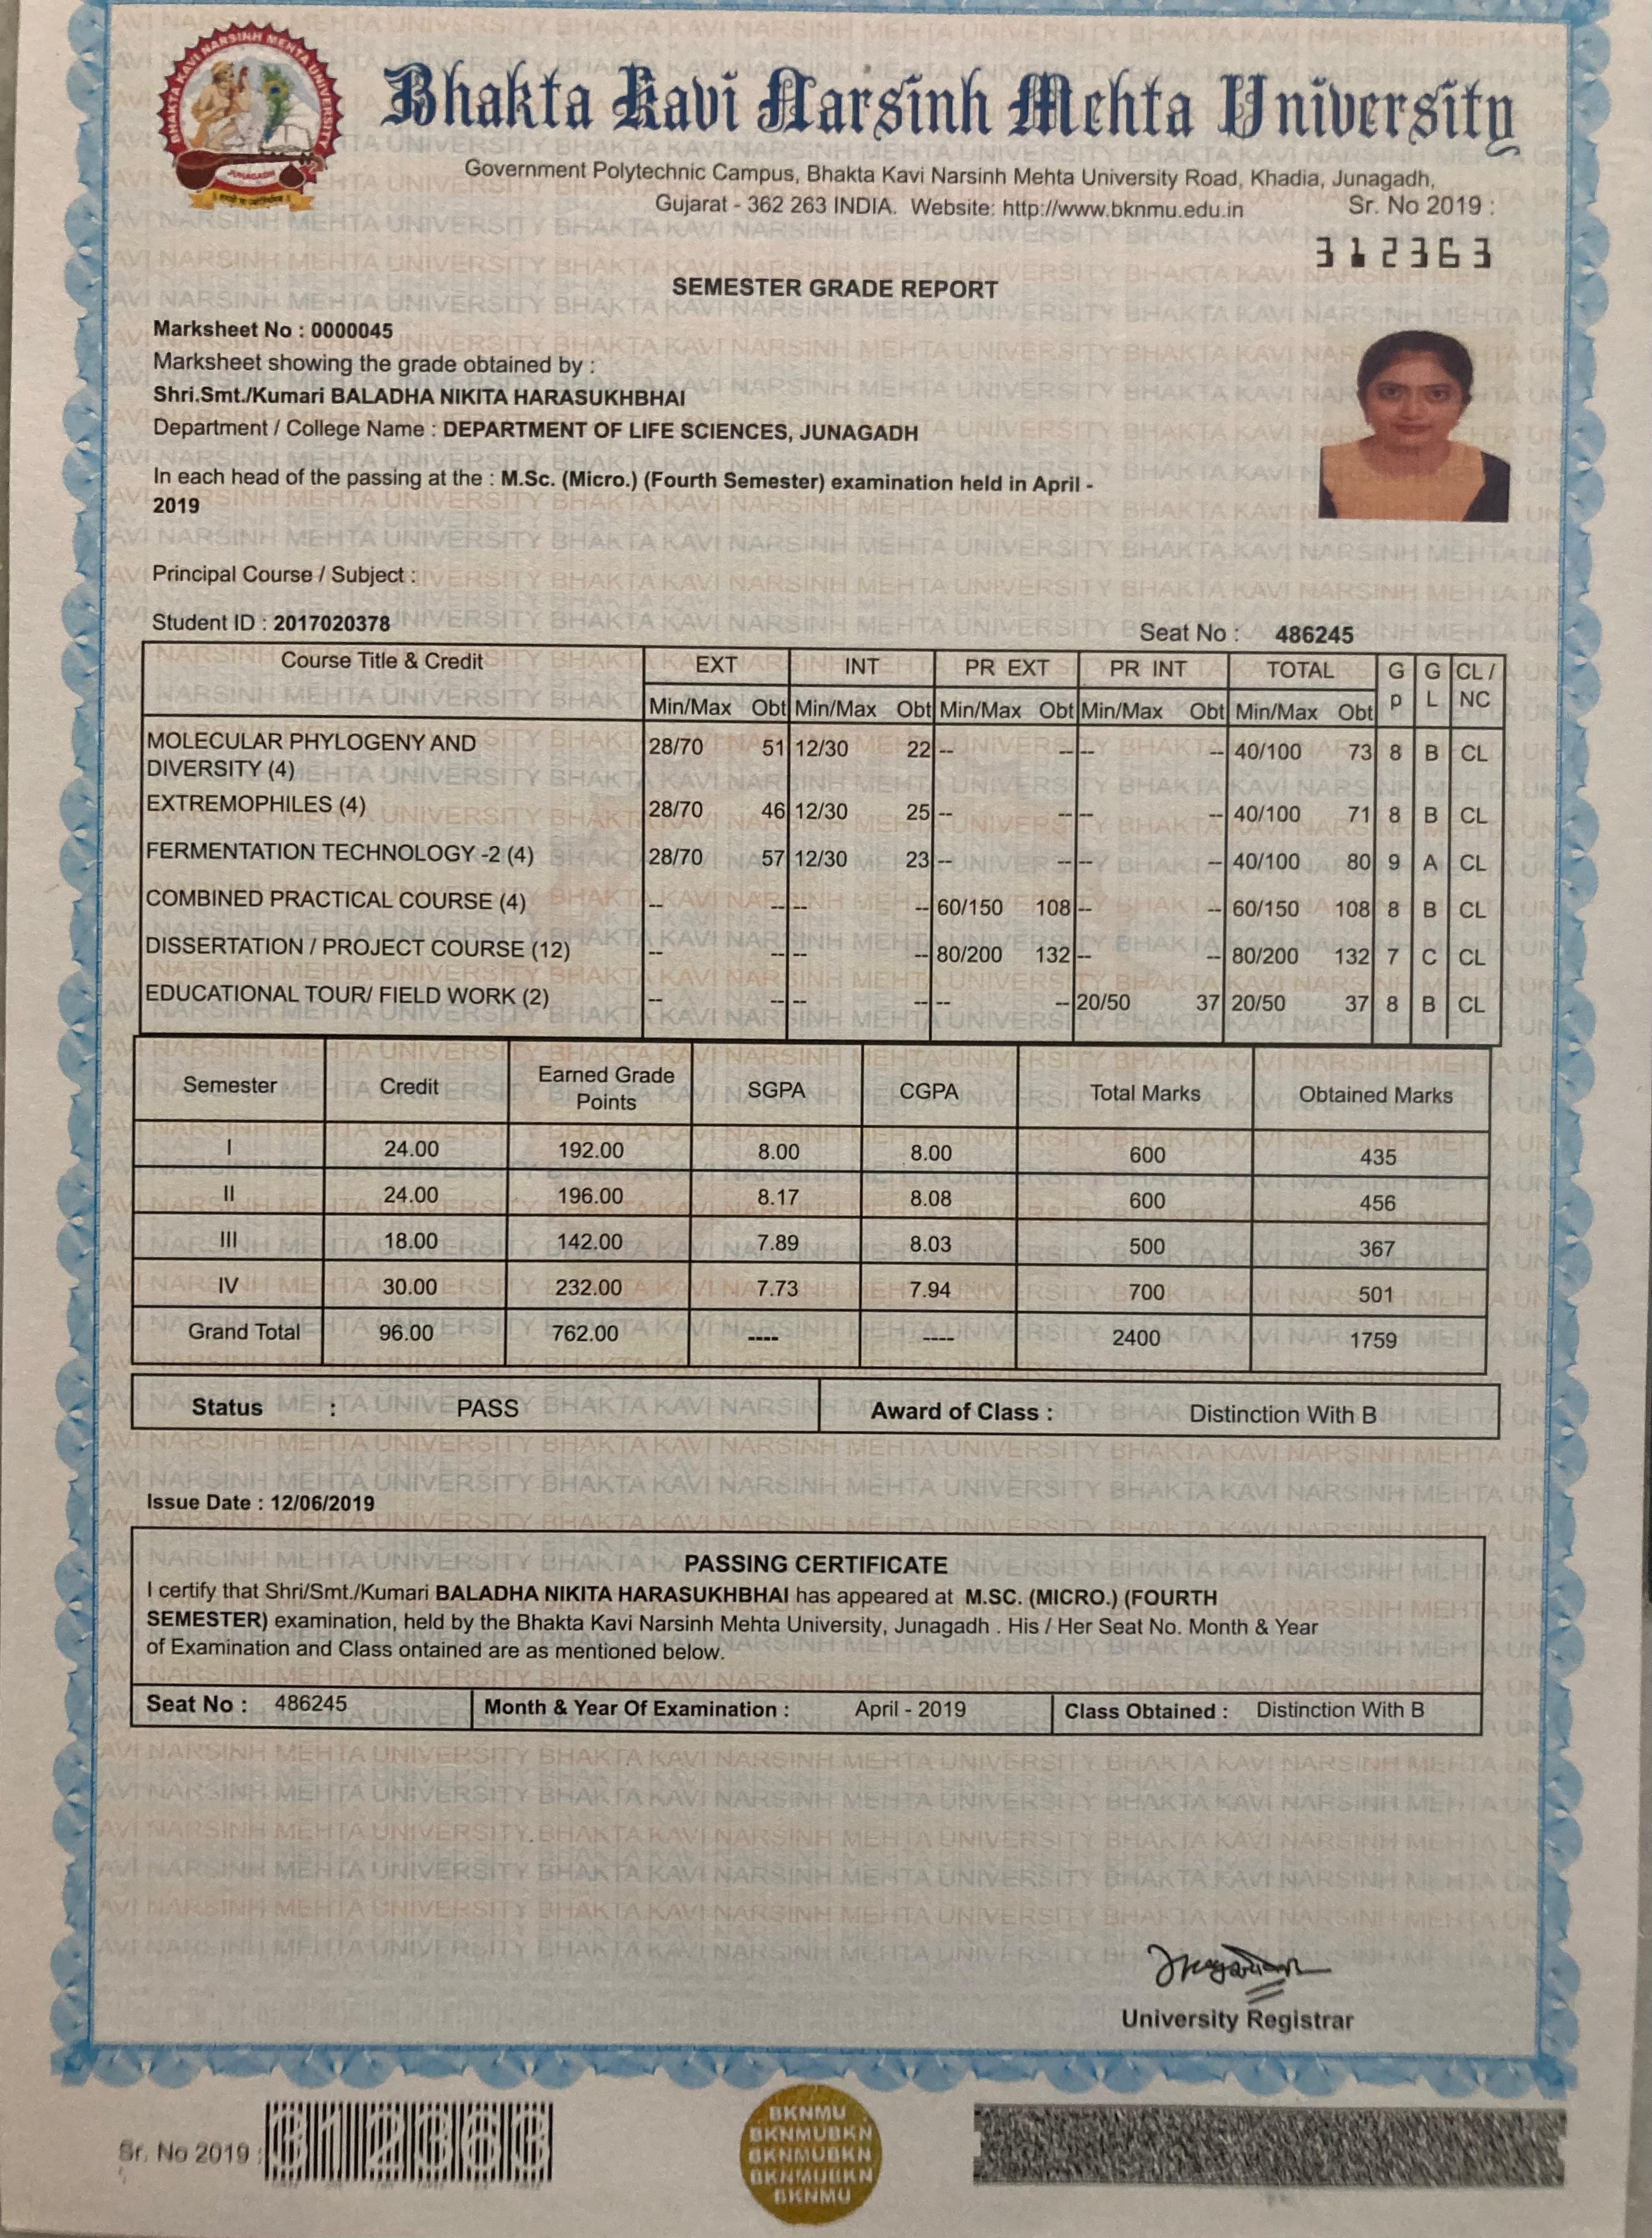 BHAKTA KAVI NARSINH MEHTA UNIVERSITY
JUNAGADH
Bhakta Kavi Narsinh Mehta University
Government Polytechnic Campus, Bhakta Kavi Narsinh Mehta University Road, Khadia, Junagadh,
Gujarat - 362 263 INDIA. Website: http://www.bknmu.edu.in
Sr. No 2019 :
312363
SEMESTER GRADE REPORT
Marksheet No : 0000045
Marksheet showing the grade obtained by :
Shri.Smt./Kumari BALADHA NIKITA HARASUKHBHAI
Department / College Name : DEPARTMENT OF LIFE SCIENCES, JUNAGADH
In each head of the passing at the : M.Sc. (Micro.) (Fourth Semester) examination held in April -
2019
Principal Course / Subject :
Student ID : 2017020378 Seat No : 486245
Course Title & Credit EXT INT PR EXT PR INT TOTAL G p G L CL / NC
Min/Max Obt Min/Max Obt Min/Max Obt Min/Max Obt Min/Max Obt
MOLECULAR PHYLOGENY AND 28/70 51 12/30 22 -- -- -- -- 40/100 73 8 B CL
DIVERSITY (4)
EXTREMOPHILES (4) 28/70 46 12/30 25 -- -- -- -- 40/100 71 8 B CL
FERMENTATION TECHNOLOGY -2 (4) 28/70 57 12/30 23 -- -- -- -- 40/100 80 9 A CL
COMBINED PRACTICAL COURSE (4) -- -- -- -- 60/150 108 -- -- 60/150 108 8 B CL
DISSERTATION / PROJECT COURSE (12) -- -- -- -- 80/200 132 -- -- 80/200 132 7 C CL
EDUCATIONAL TOUR/ FIELD WORK (2) -- -- -- -- -- -- 20/50 37 20/50 37 8 B CL
Semester Credit Earned Grade Points SGPA CGPA Total Marks Obtained Marks
I 24.00 192.00 8.00 8.00 600 435
II 24.00 196.00 8.17 8.08 600 456
III 18.00 142.00 7.89 8.03 500 367
IV 30.00 232.00 7.73 7.94 700 501
Grand Total 96.00 762.00 ---- ---- 2400 1759
Status : PASS Award of Class : Distinction With B
Issue Date : 12/06/2019
PASSING CERTIFICATE
I certify that Shri/Smt./Kumari BALADHA NIKITA HARASUKHBHAI has appeared at M.SC. (MICRO.) (FOURTH
SEMESTER) examination, held by the Bhakta Kavi Narsinh Mehta University, Junagadh . His / Her Seat No. Month & Year
of Examination and Class ontained are as mentioned below.
Seat No : 486245 Month & Year Of Examination : April - 2019 Class Obtained : Distinction With B
University Registrar
Sr. No 2019 :
BKNMU
BKNMUBKN
BKNMUBKN
BKNMUBKN
BKNMU